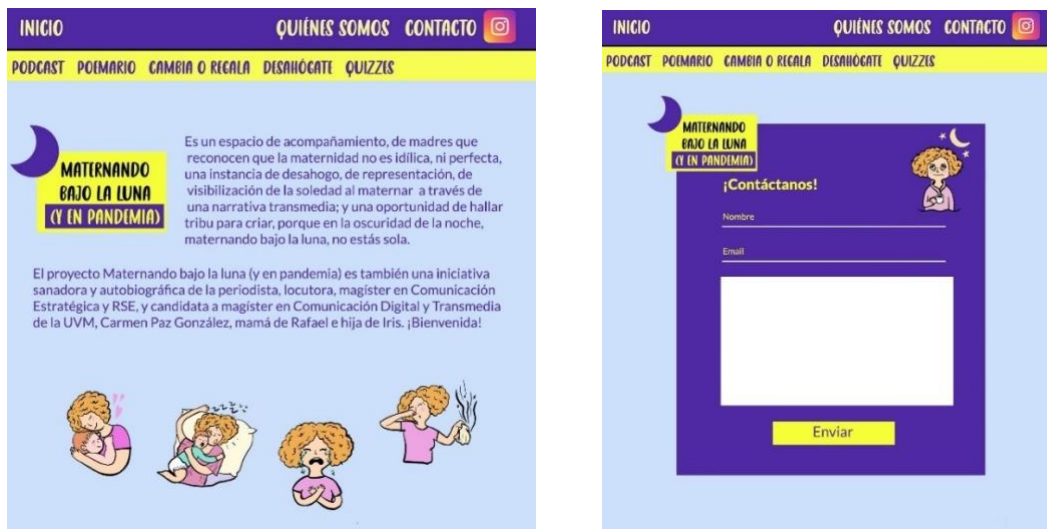 INICIO QUIÉNES SOMOS CONTACTO
PODCAST POEMARIO CAMBIA O REGALA DESAHÓGATE QUIZZES
MATERNANDO
BAJO LA LUNA
(Y EN PANDEMIA)
Es un espacio de acompañamiento, de madres que
reconocen que la maternidad no es idílica, ni perfecta,
una instancia de desahogo, de representación, de
visibilización de la soledad al maternar a través de
una narrativa transmedia; y una oportunidad de hallar
tribu para criar, porque en la oscuridad de la noche,
maternando bajo la luna, no estás sola.
El proyecto Maternando bajo la luna (y en pandemia) es también una iniciativa
sanadora y autobiográfica de la periodista, locutora, magíster en Comunicación
Estratégica y RSE, y candidata a magíster en Comunicación Digital y Transmedia
de la UVM, Carmen Paz González, mamá de Rafael e hija de Iris. ¡Bienvenida!
INICIO QUIÉNES SOMOS CONTACTO
PODCAST POEMARIO CAMBIA O REGALA DESAHÓGATE QUIZZES
MATERNANDO
BAJO LA LUNA
(Y EN PANDEMIA)
¡Contáctanos!
Nombre
Email
Enviar